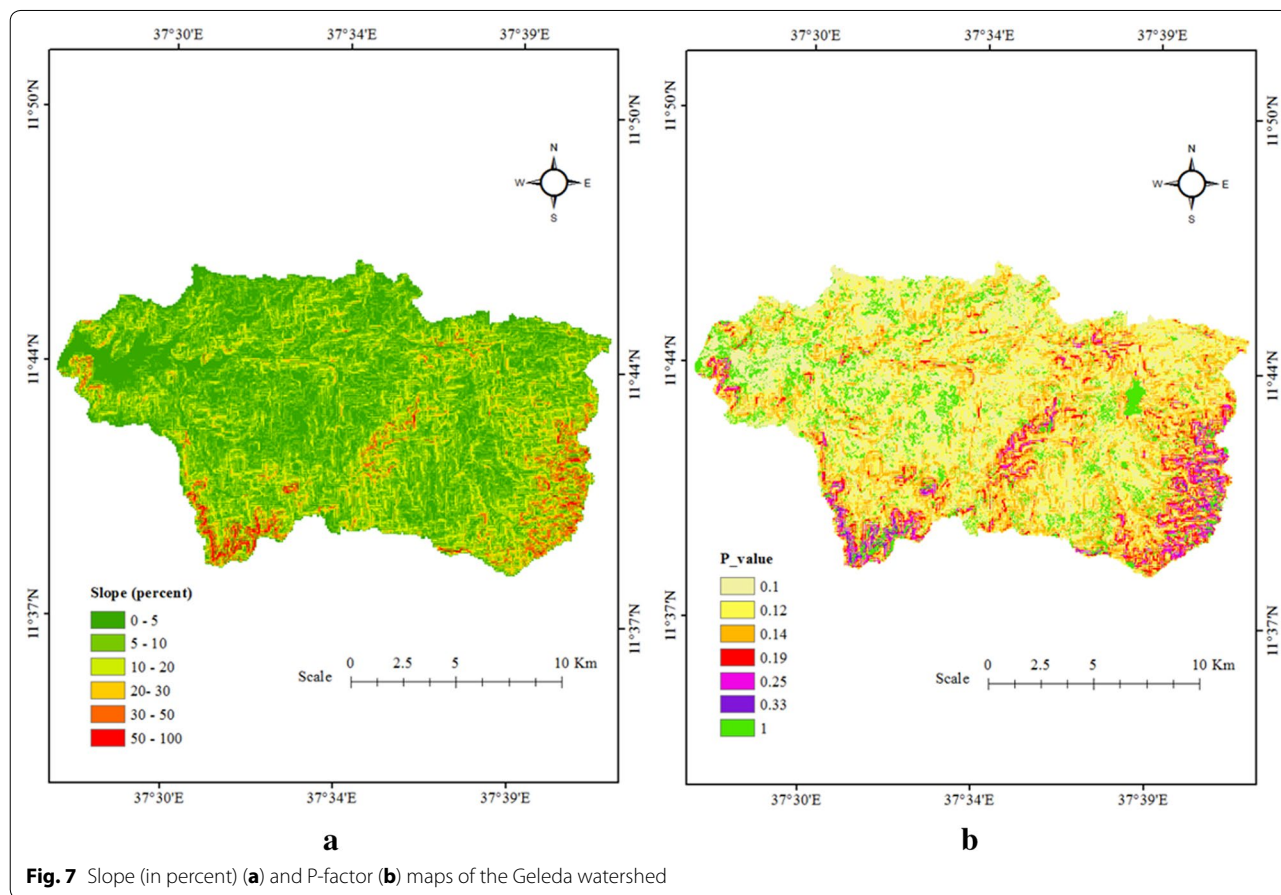 37°30'E 37°34'E 37°39'E
11°50'N
11°44'N
11°37'N
11°50'N
11°44'N
11°37'N
N
W E
S
Slope (percent)
0 - 5
5 - 10
10 - 20
20- 30
30 - 50
50 - 100
0 2.5 5 10 Km
Scale
37°30'E 37°34'E 37°39'E
a
37°30'E 37°34'E 37°39'E
11°50'N
11°44'N
11°37'N
11°50'N
11°44'N
11°37'N
N
W E
S
P_value
0.1
0.12
0.14
0.19
0.25
0.33
1
0 2.5 5 10 Km
Scale
37°30'E 37°34'E 37°39'E
b
Fig. 7 Slope (in percent) (a) and P-factor (b) maps of the Geleda watershed